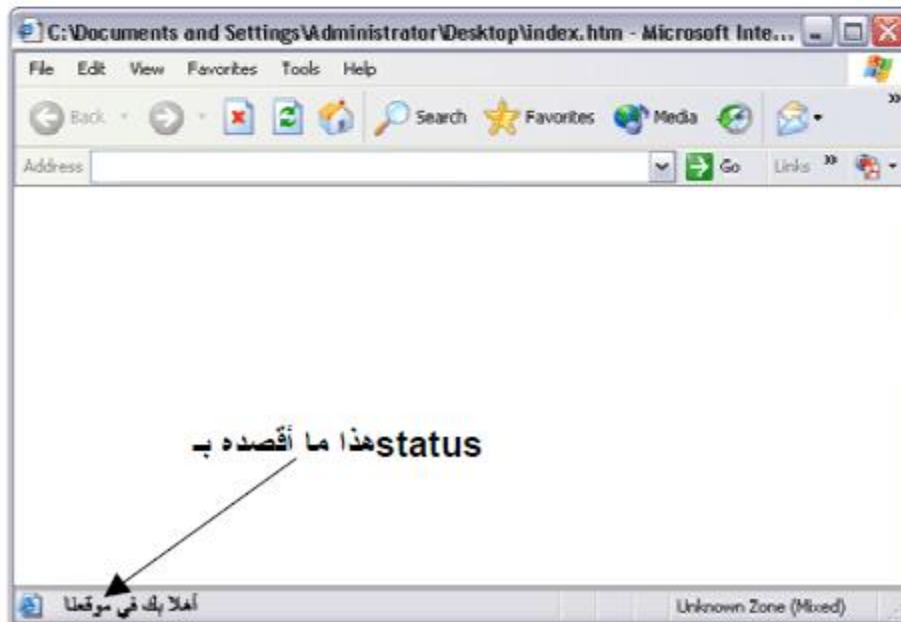 C:\Documents and Settings\Administrator\Desktop\index.htm - Microsoft Inte...
File Edit View Favorites Tools Help
Back Search Favorites Media »
Address Go Links »
هذا ما أقصده بـ status
أهلا بك في موقعنا Unknown Zone (Mixed)